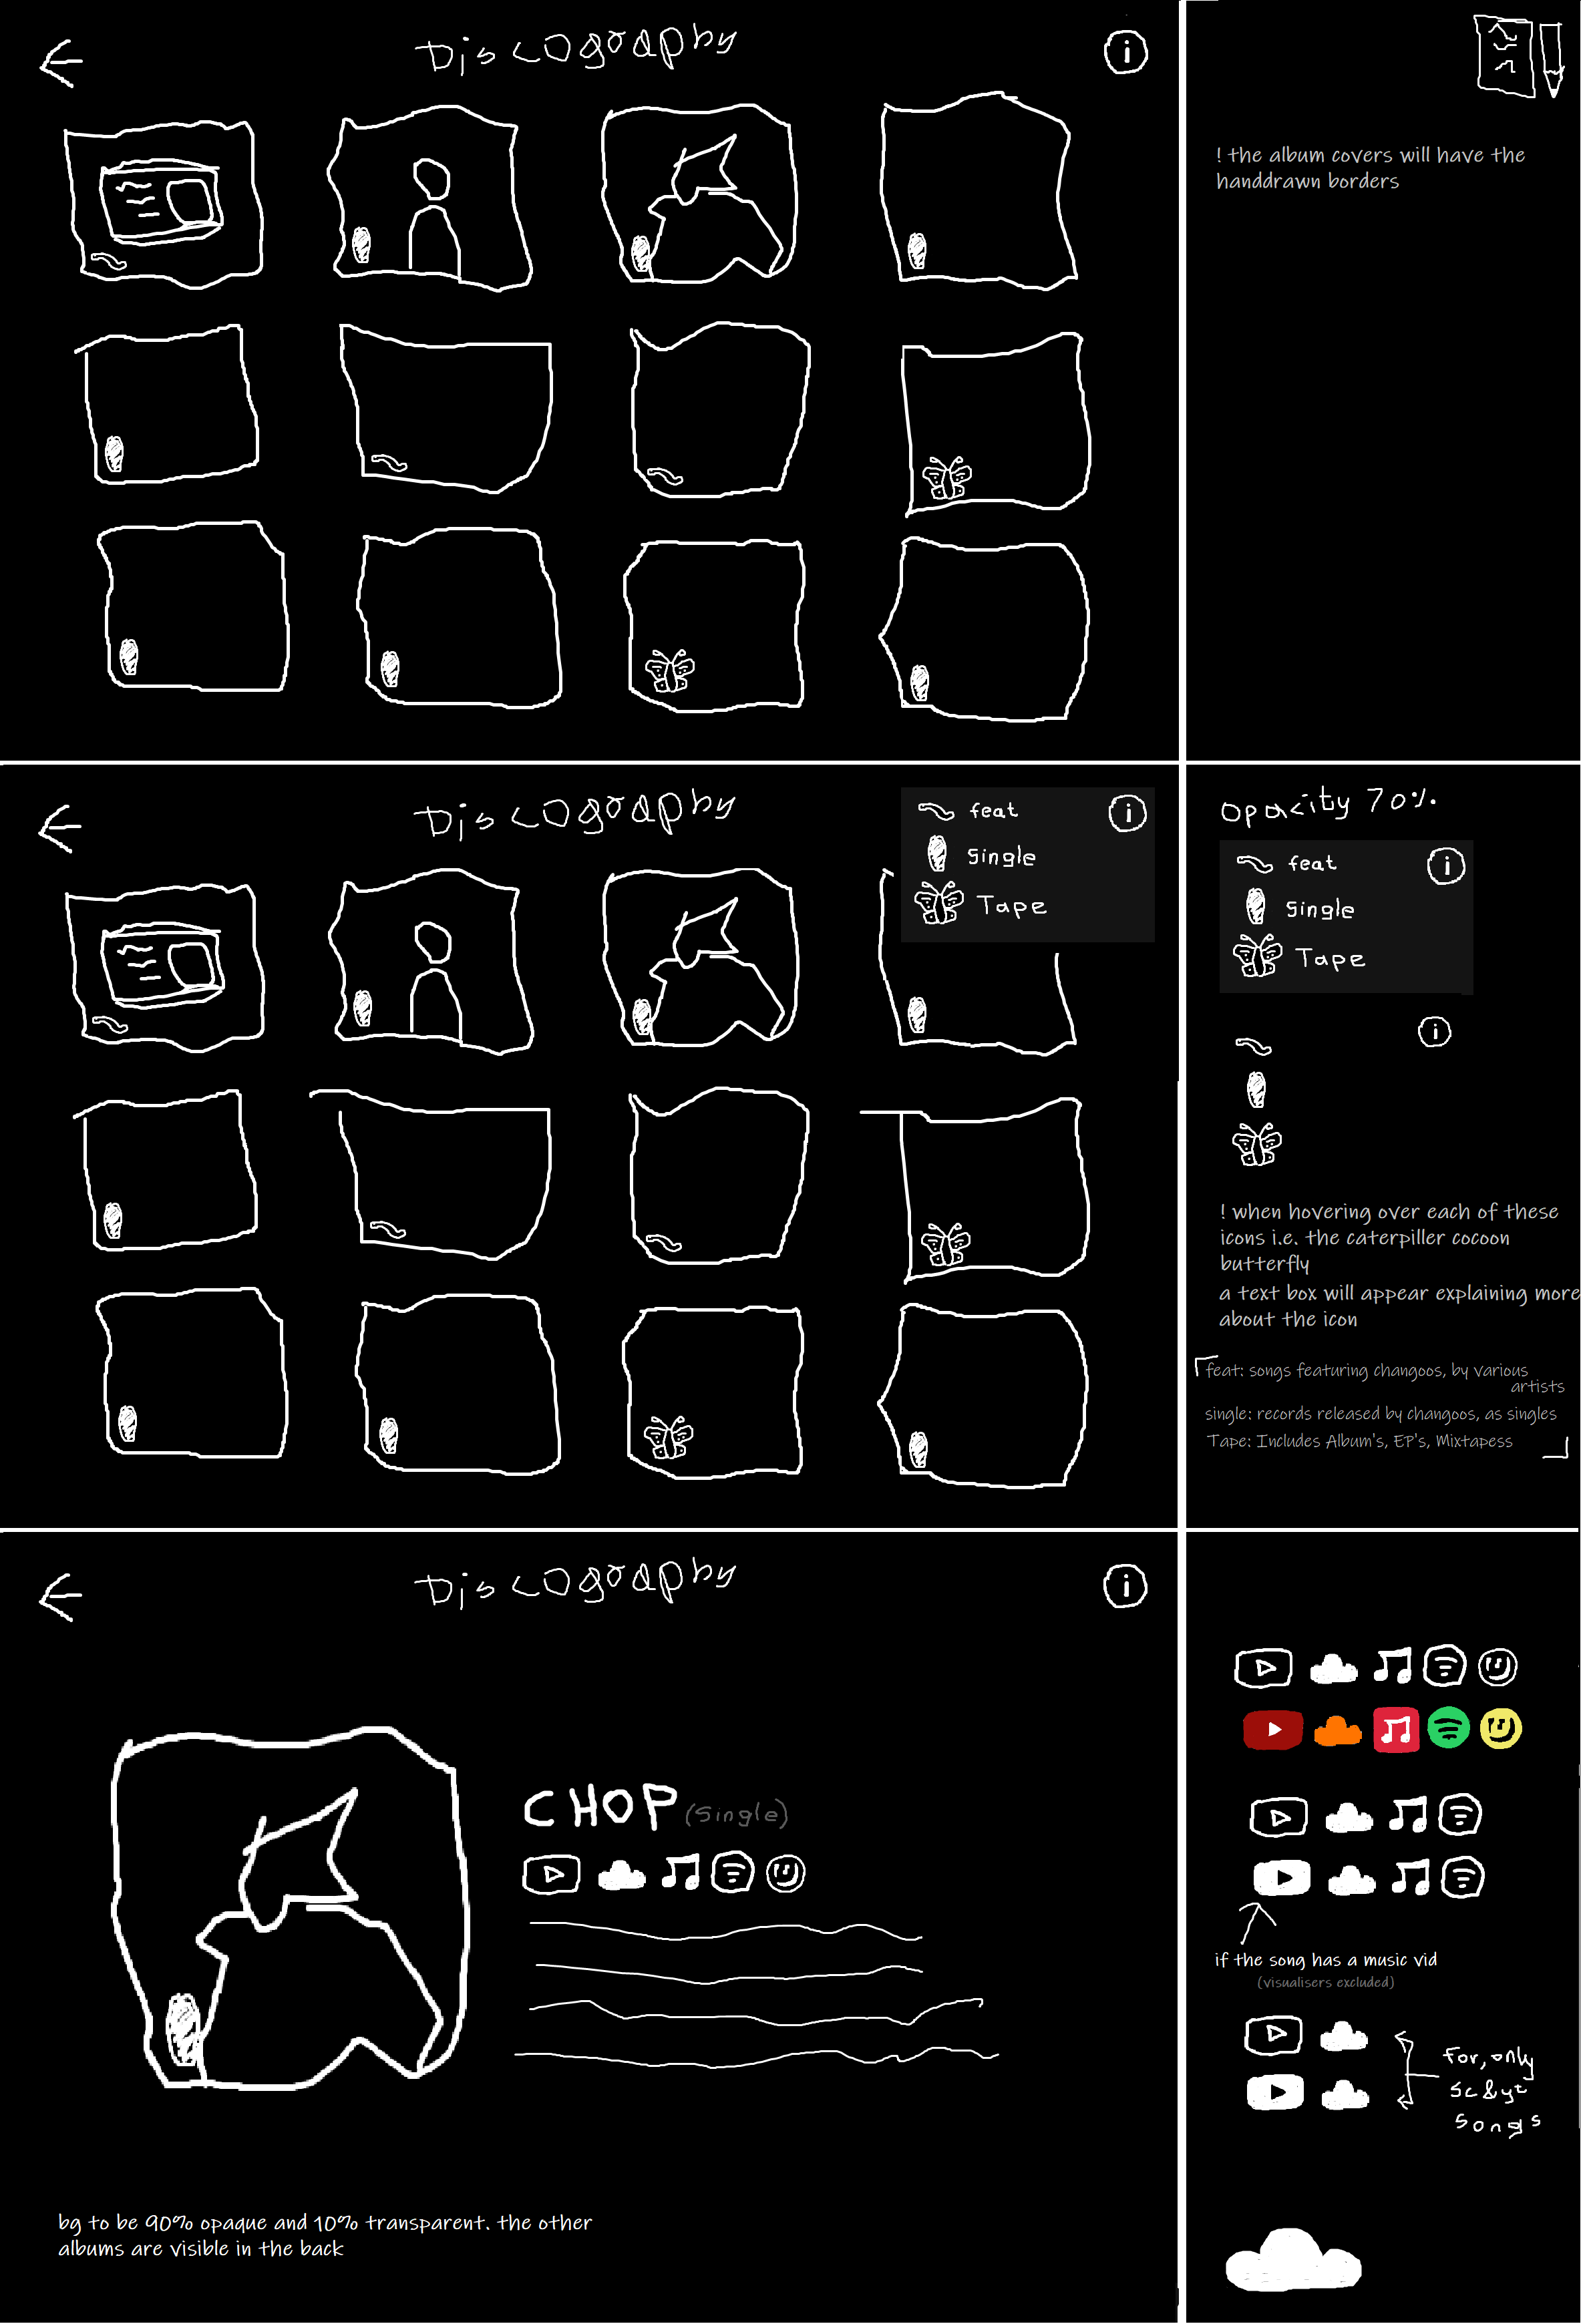 Discography
i
! the album covers will have the
handdrawn borders
Discography
feat
i
single
Tape
opacity 70%.
feat
i
single
Tape
i
! when hovering over each of these
icons i.e. the caterpiller cocoon
butterfly
a text box will appear explaining more
about the icon
feat: songs featuring changoos, by various
artists
single: records released by changoos, as singles
Tape: Includes Album's, EP's, Mixtapess
Discography
i
CHOP (single)
bg to be 90% opaque and 10% transparent. the other
albums are visible in the back
if the song has a music vid
(visualisers excluded)
For, only
Sc & yt
Songs